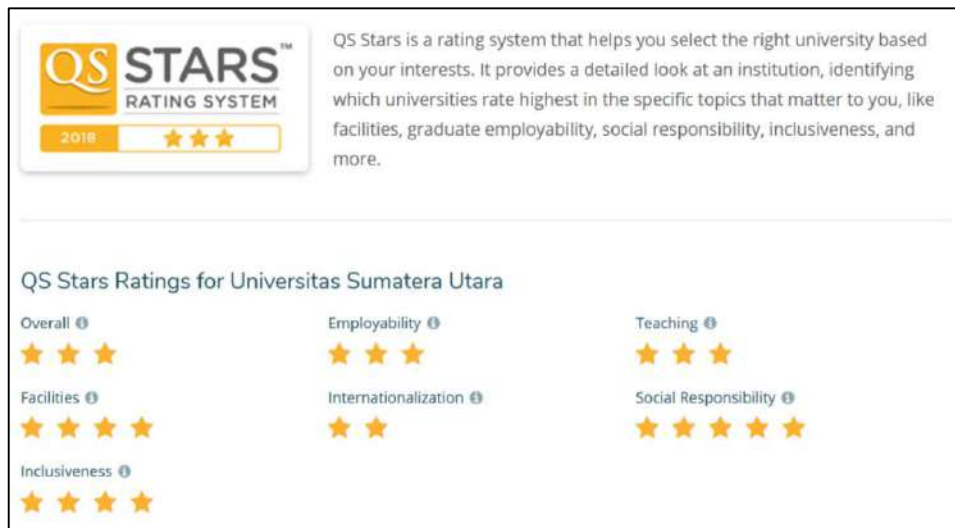 QS STARS™
RATING SYSTEM
2018
QS Stars is a rating system that helps you select the right university based
on your interests. It provides a detailed look at an institution, identifying
which universities rate highest in the specific topics that matter to you, like
facilities, graduate employability, social responsibility, inclusiveness, and
more.
QS Stars Ratings for Universitas Sumatera Utara
Overall
Employability
Teaching
Facilities
Internationalization
Social Responsibility
Inclusiveness